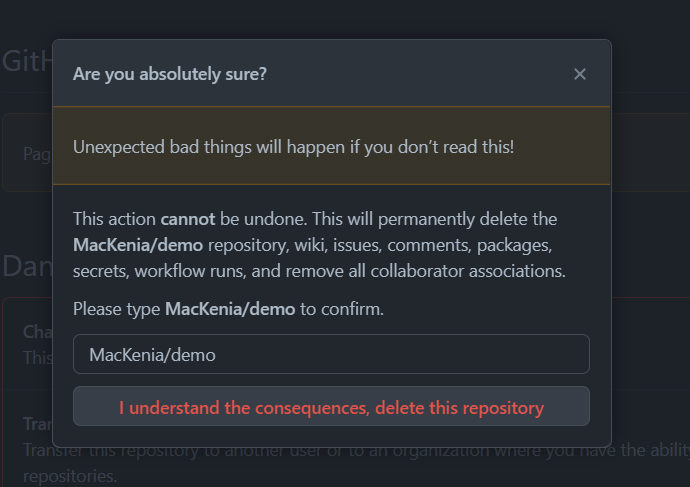 GitH
Are you absolutely sure?
Pag
Unexpected bad things will happen if you don’t read this!
This action cannot be undone. This will permanently delete the
MacKenia/demo repository, wiki, issues, comments, packages,
secrets, workflow runs, and remove all collaborator associations.
Dan
Please type MacKenia/demo to confirm.
Cha
This
MacKenia/demo
I understand the consequences, delete this repository
Tran
Transfer this repository to another user or to an organization where you have the ability
repositories.